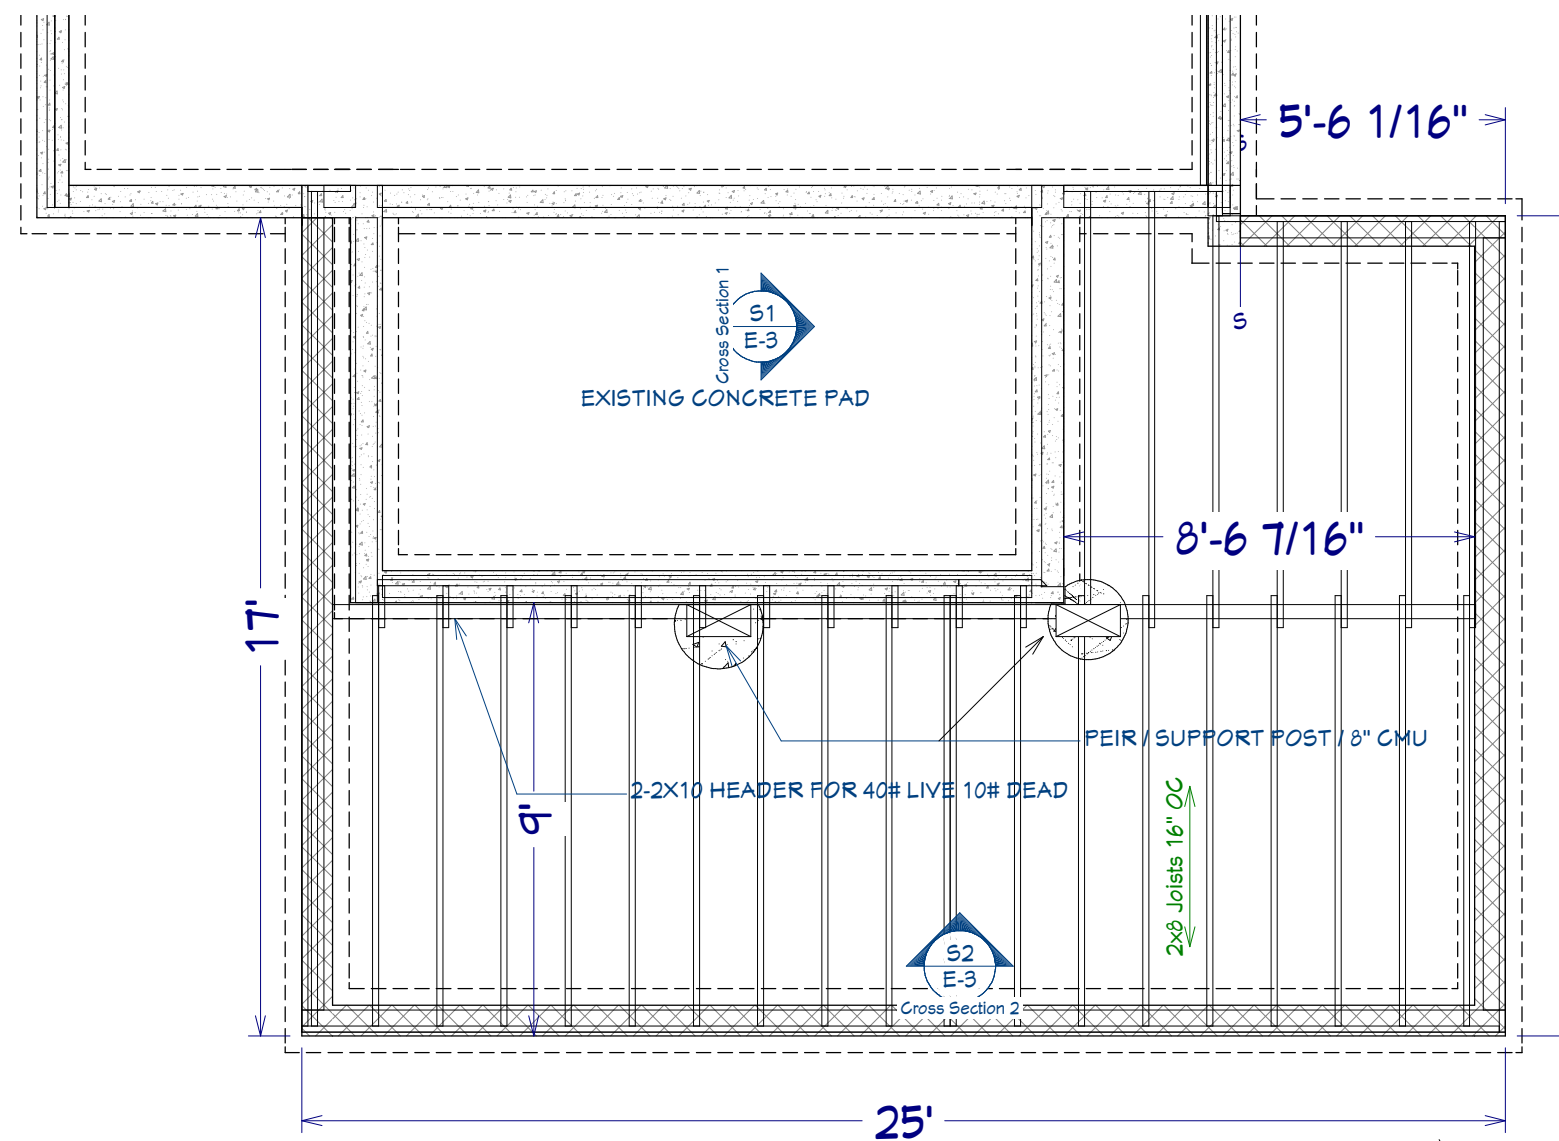 5'-6 1/16"
S
Cross Section 1
S1
E-3
S
EXISTING CONCRETE PAD
8'-6 7/16"
17'
PEIR / SUPPORT POST / 8" CMU
2-2X10 HEADER FOR 40# LIVE 10# DEAD
9'
2x8 Joists 16" OC
S2
E-3
Cross Section 2
25'